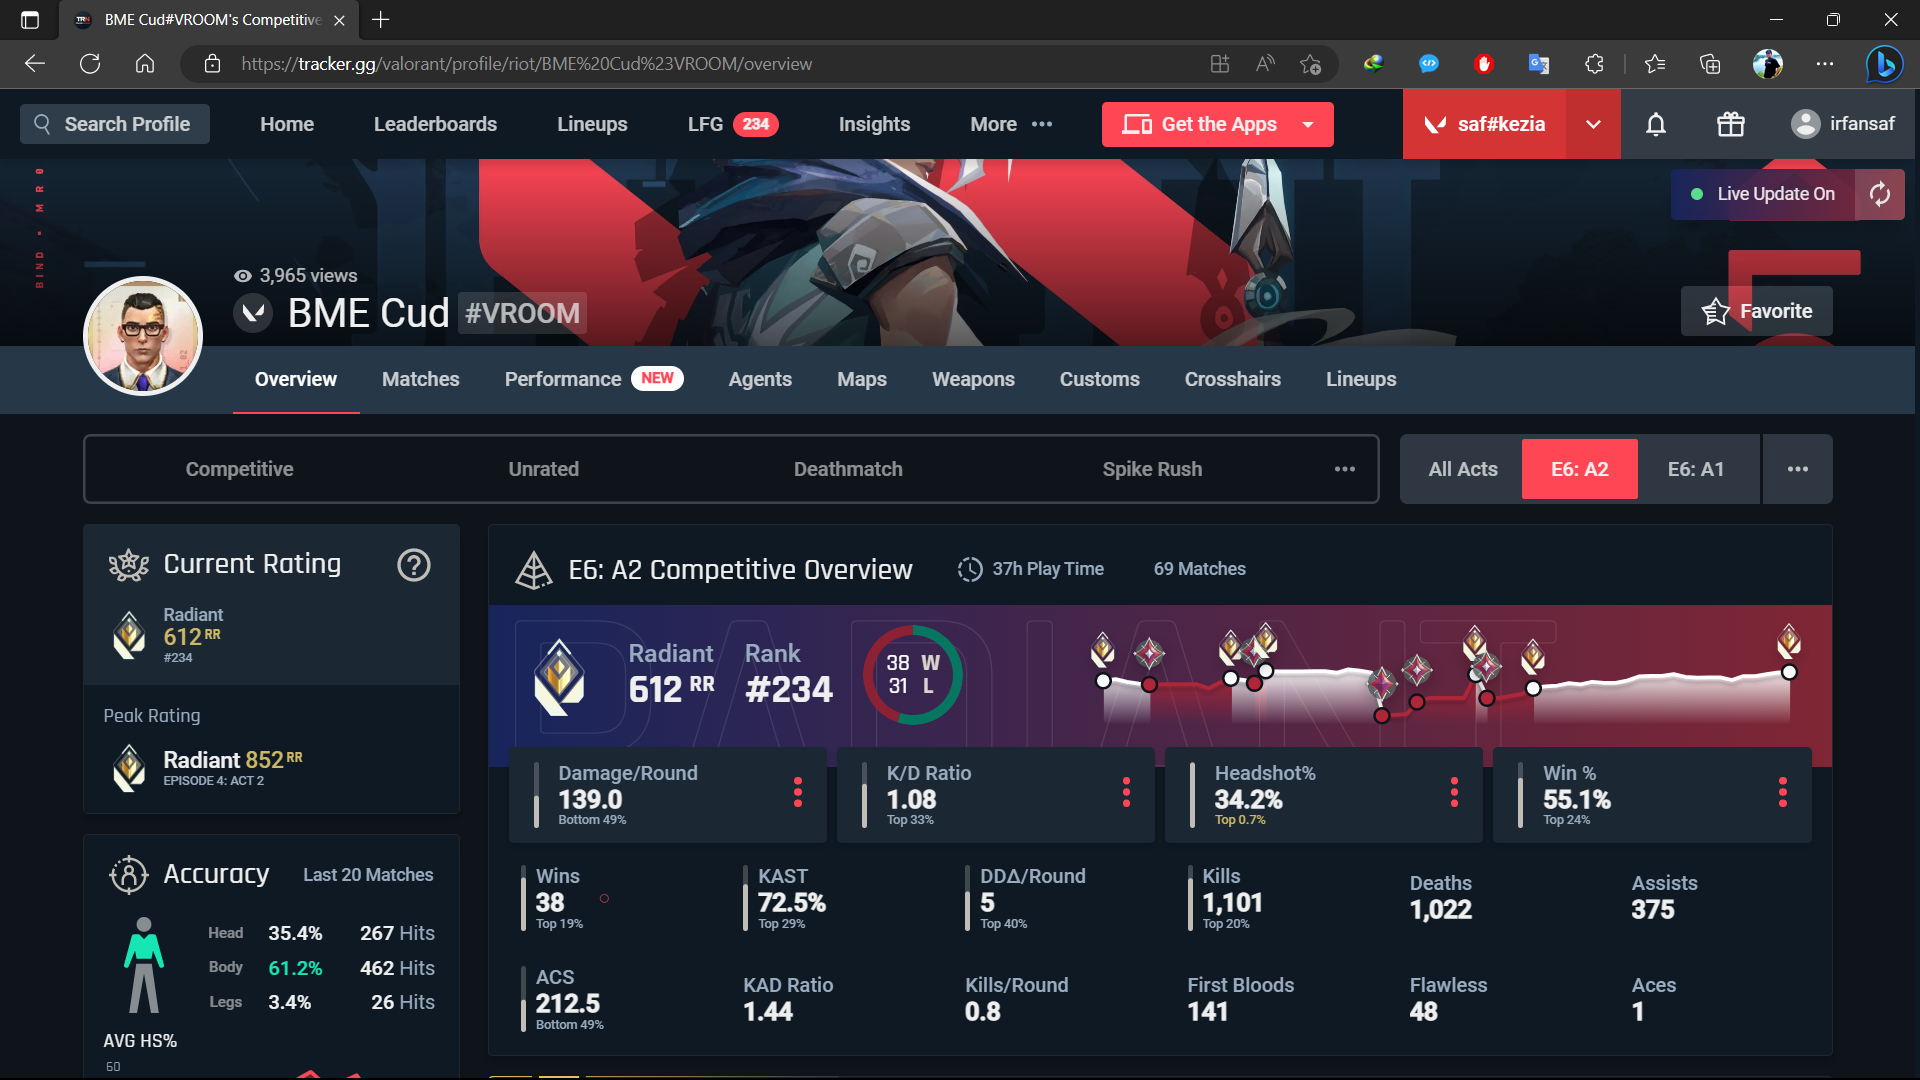 BME Cud#VROOM's Competitive
https://tracker.gg/valorant/profile/riot/BME%20Cud%23VROOM/overview
Search Profile
Home
Leaderboards
Lineups
LFG 234
Insights
More
Get the Apps
saf#kezia
irfansaf
BIND • MR0
Live Update On
3,965 views
BME Cud #VROOM
Favorite
Overview
Matches
Performance NEW
Agents
Maps
Weapons
Customs
Crosshairs
Lineups
Competitive
Unrated
Deathmatch
Spike Rush
All Acts
E6: A2
E6: A1
Current Rating
Radiant
612 RR
#234
Peak Rating
Radiant 852 RR
EPISODE 4: ACT 2
Accuracy
Last 20 Matches
Head 35.4% 267 Hits
Body 61.2% 462 Hits
Legs 3.4% 26 Hits
AVG HS%
60
E6: A2 Competitive Overview
37h Play Time
69 Matches
RADIANT
Radiant
612 RR
Rank
#234
38 W
31 L
Damage/Round
139.0
Bottom 49%
K/D Ratio
1.08
Top 33%
Headshot%
34.2%
Top 0.7%
Win %
55.1%
Top 24%
Wins
38
Top 19%
KAST
72.5%
Top 29%
DDΔ/Round
5
Top 40%
Kills
1,101
Top 20%
Deaths
1,022
Assists
375
ACS
212.5
Bottom 49%
KAD Ratio
1.44
Kills/Round
0.8
First Bloods
141
Flawless
48
Aces
1